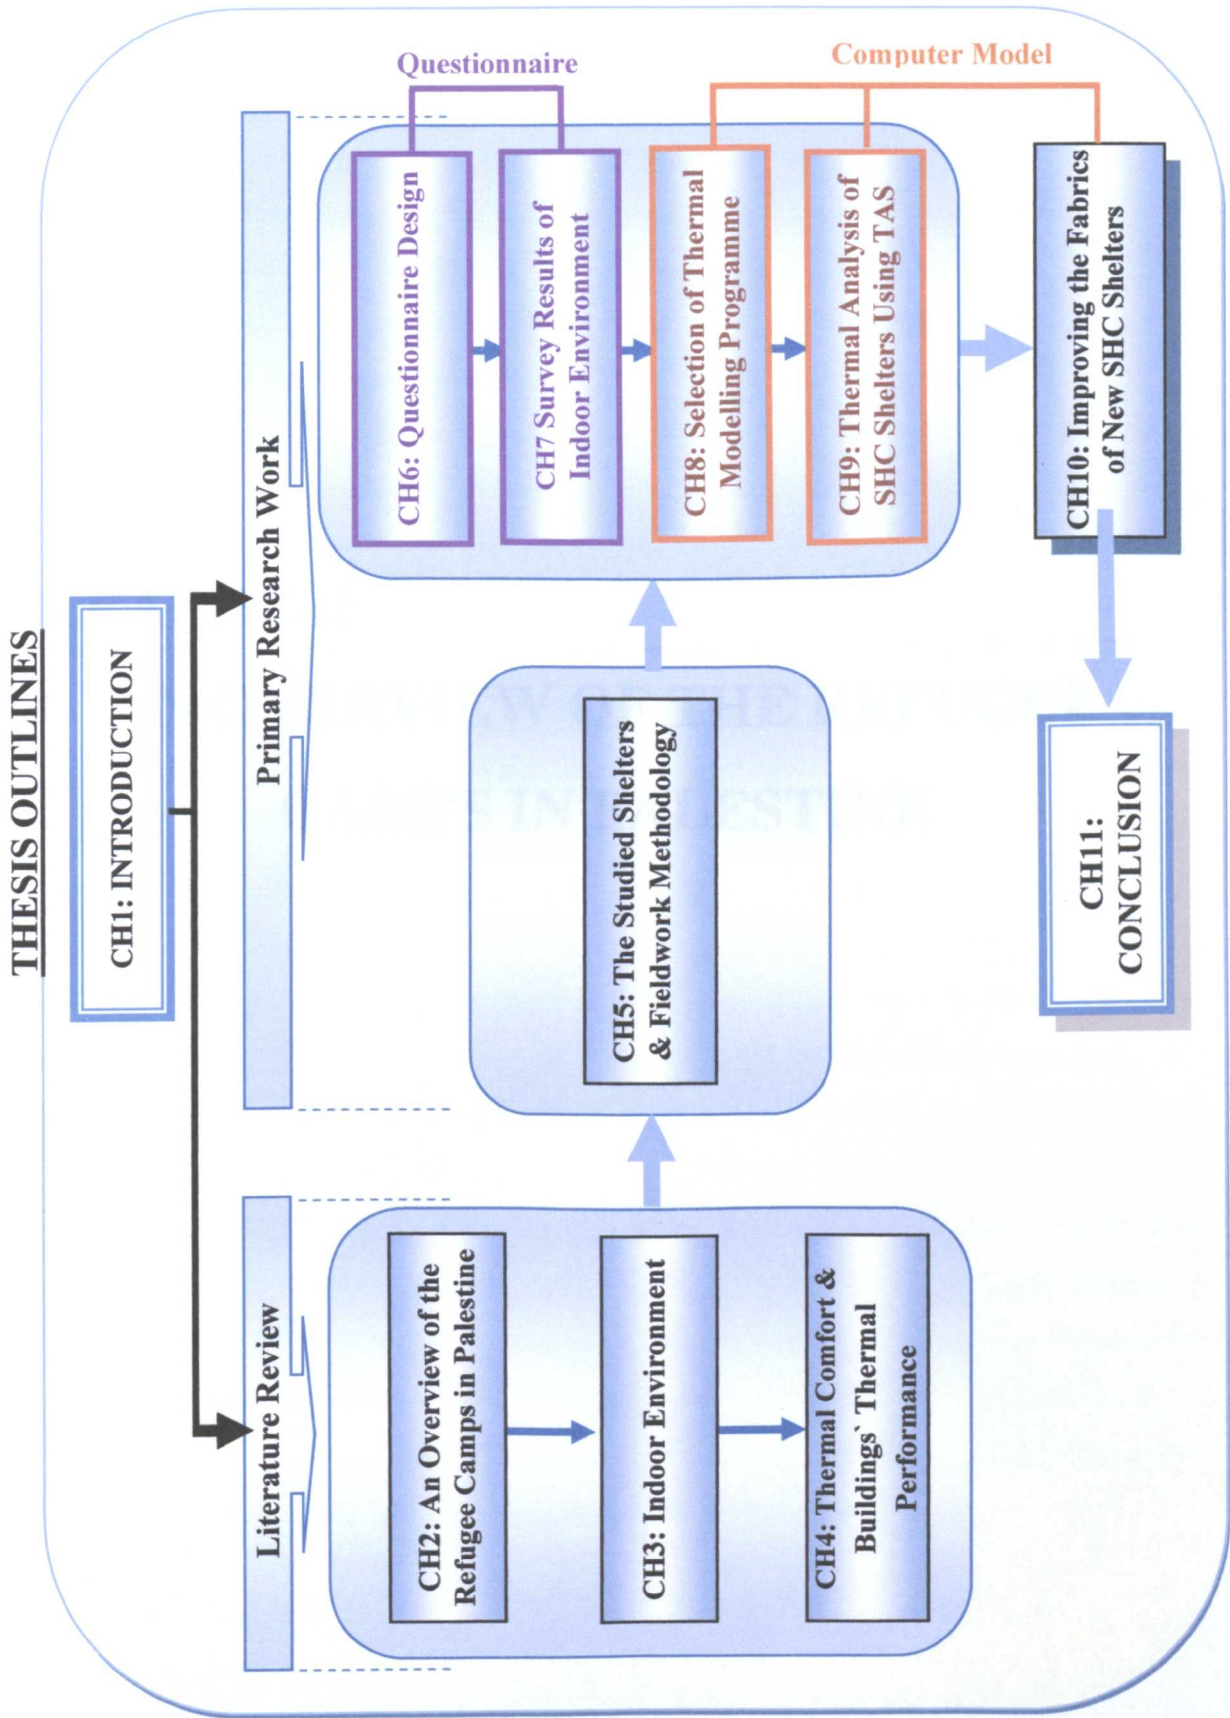 THESIS OUTLINES
CH1: INTRODUCTION
Literature Review
CH2: An Overview of the
Refugee Camps in Palestine
CH3: Indoor Environment
CH4: Thermal Comfort &
Buildings` Thermal
Performance
Primary Research Work
CH5: The Studied Shelters
& Fieldwork Methodology
Questionnaire
CH6: Questionnaire Design
CH7 Survey Results of
Indoor Environment
Computer Model
CH8: Selection of Thermal
Modelling Programme
CH9: Thermal Analysis of
SHC Shelters Using TAS
CH10: Improving the Fabrics
of New SHC Shelters
CH11:
CONCLUSION